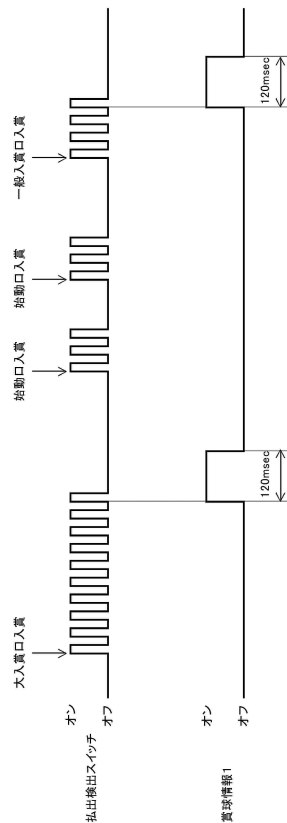 大入賞口入賞
始動口入賞
始動口入賞
一般入賞口入賞
オン
払出検出スイッチ
オフ
オン
賞球情報1
オフ
120msec
120msec